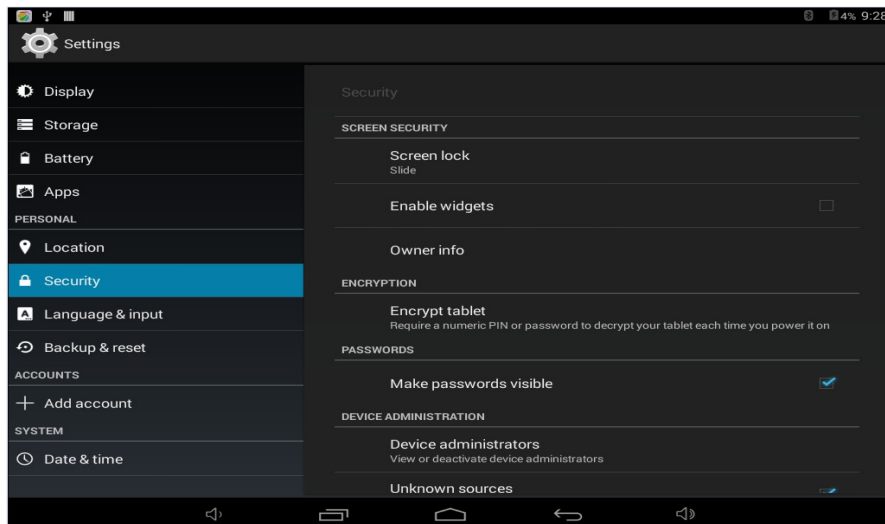 4% 9:28
Settings
Display
Storage
Battery
Apps
PERSONAL
Location
Security
Language & input
Backup & reset
ACCOUNTS
Add account
SYSTEM
Date & time
Security
SCREEN SECURITY
Screen lock
Slide
Enable widgets
Owner info
ENCRYPTION
Encrypt tablet
Require a numeric PIN or password to decrypt your tablet each time you power it on
PASSWORDS
Make passwords visible
DEVICE ADMINISTRATION
Device administrators
View or deactivate device administrators
Unknown sources